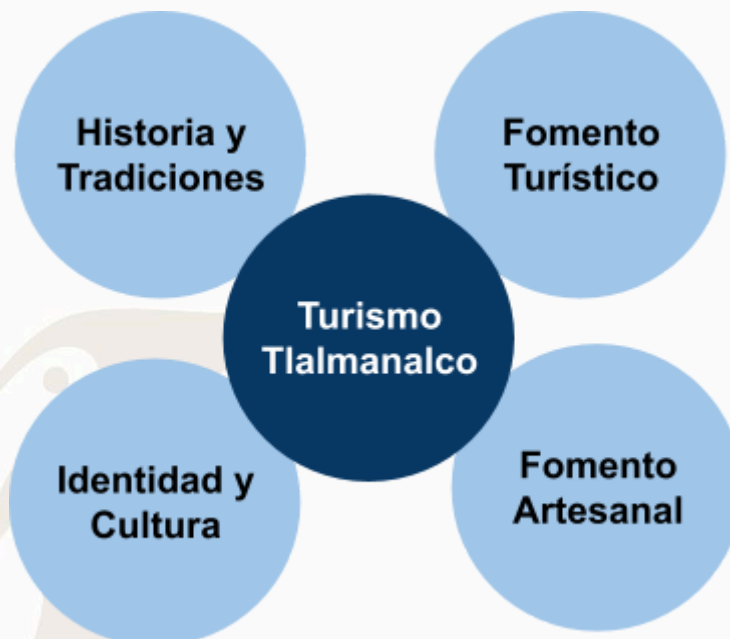 Historia y
Tradiciones
Fomento
Turístico
Turismo
Tlalmanalco
Identidad y
Cultura
Fomento
Artesanal